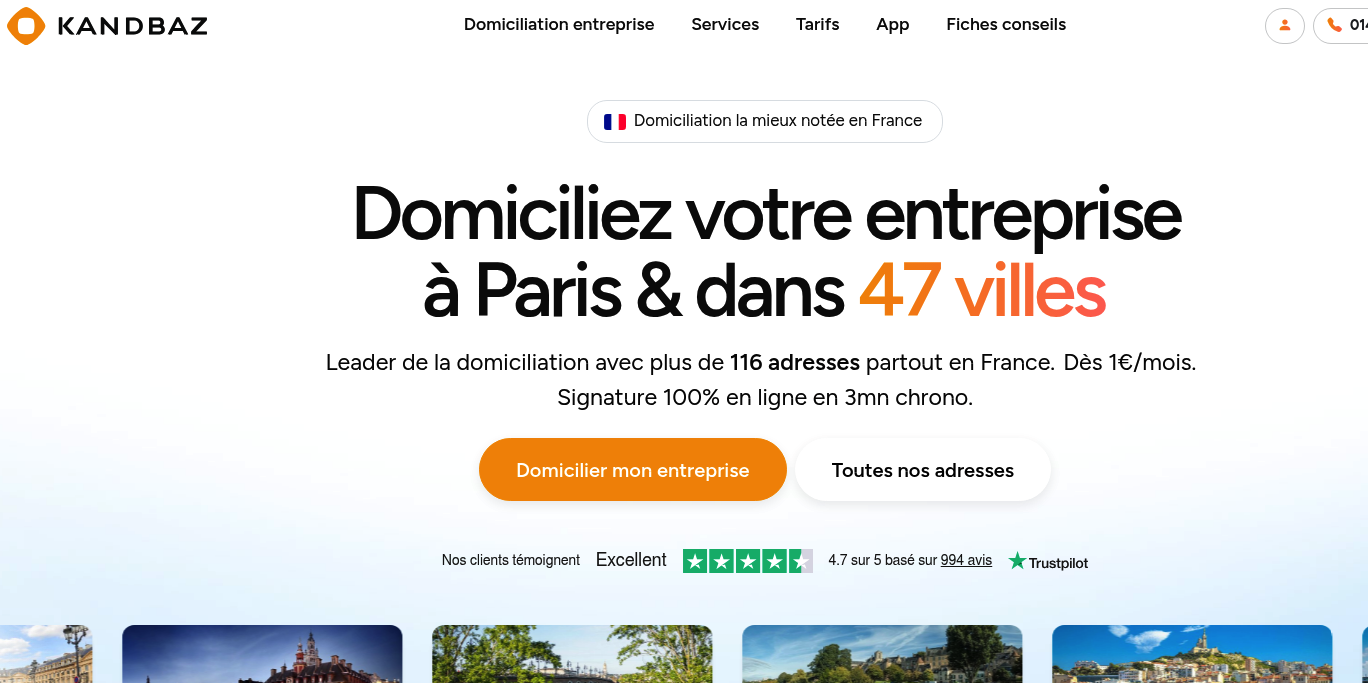 KANDBAZ
Domiciliation entreprise Services Tarifs App Fiches conseils
Domiciliation la mieux notée en France
Domiciliez votre entreprise
à Paris & dans 47 villes
Leader de la domiciliation avec plus de 116 adresses partout en France. Dès 1€/mois.
Signature 100% en ligne en 3mn chrono.
Domicilier mon entreprise Toutes nos adresses
Nos clients témoignent Excellent 4.7 sur 5 basé sur 994 avis Trustpilot